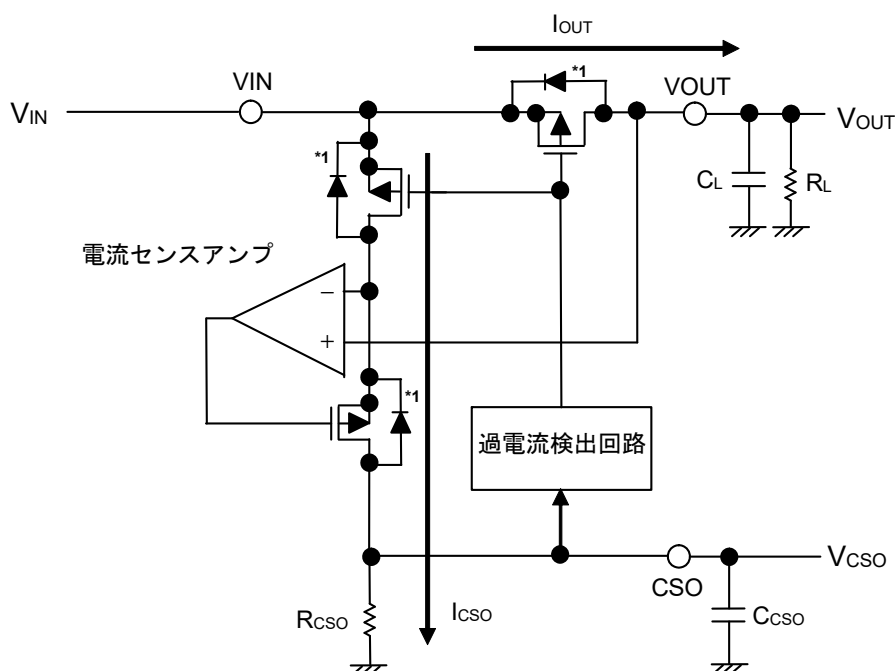 IOUT
VIN
*1
VOUT
VIN
VOUT
*1
CL
RL
電流センスアンプ
−
+
*1
過電流検出回路
VCSO
CSO
RCSO
ICSO
CCSO